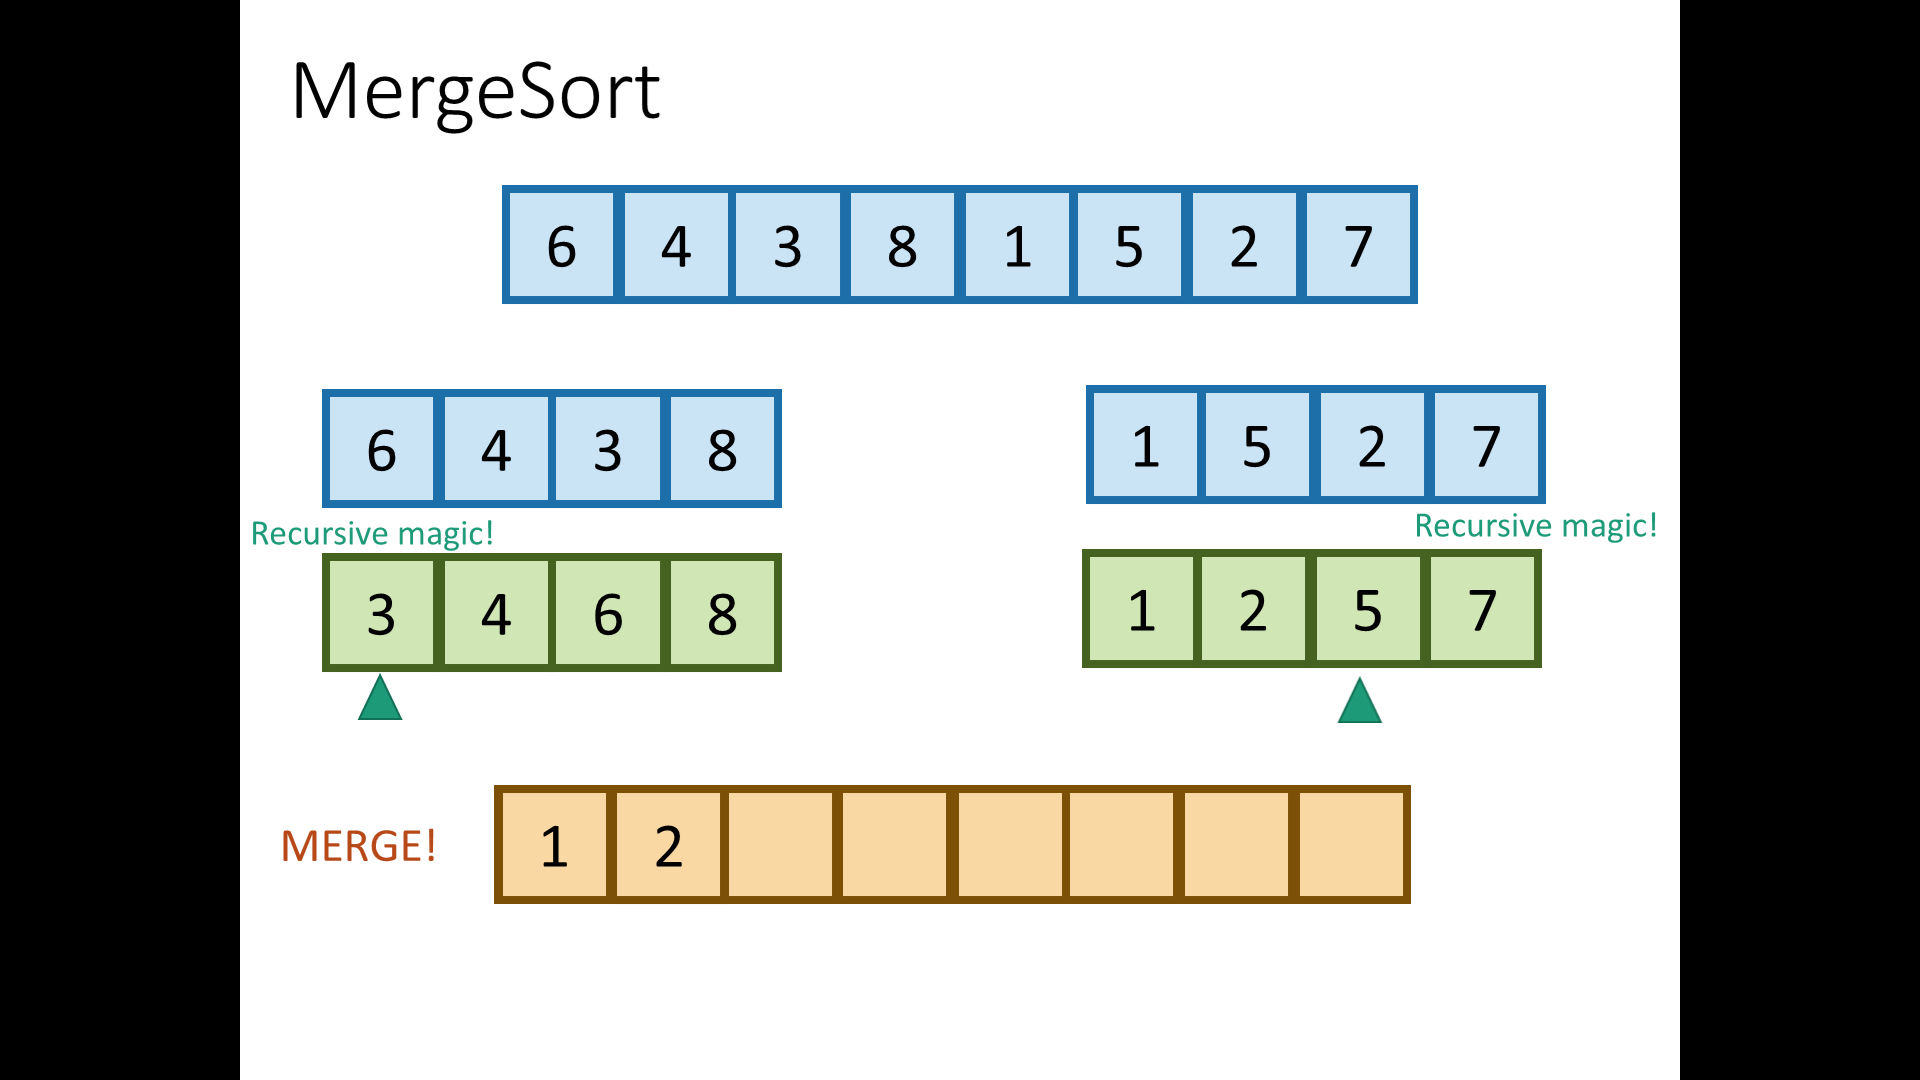 MergeSort
6 4 3 8 1 5 2 7
6 4 3 8
1 5 2 7
Recursive magic!
Recursive magic!
3 4 6 8
1 2 5 7
MERGE!
1 2